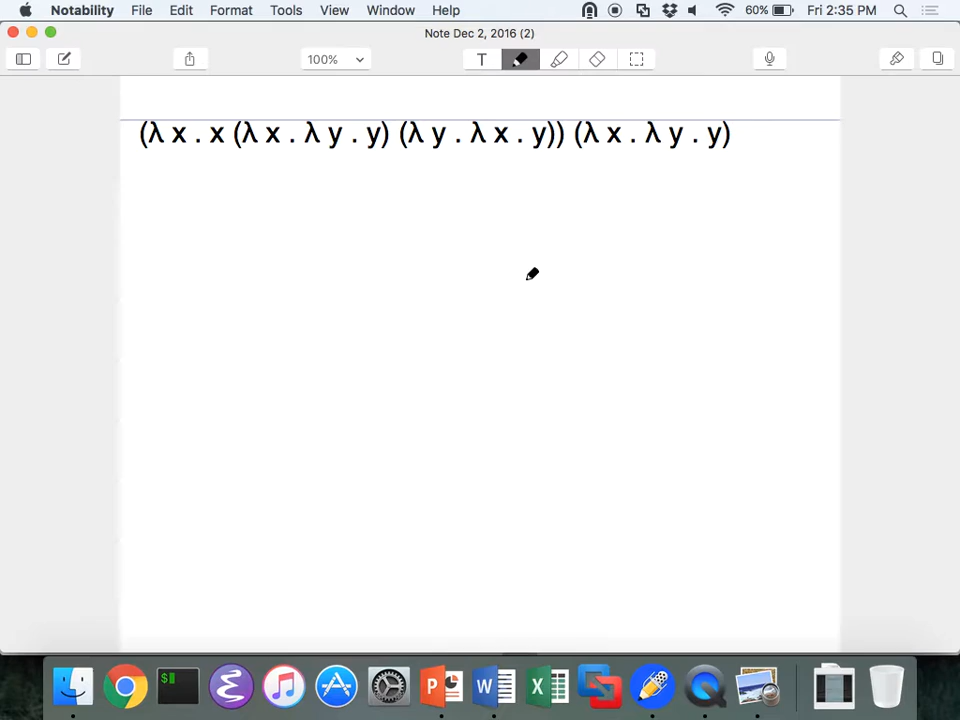 Notability File Edit Format Tools View Window Help 60% Fri 2:35 PM
Note Dec 2, 2016 (2)
100% T
(λ x . x (λ x . λ y . y) (λ y . λ x . y)) (λ x . λ y . y)